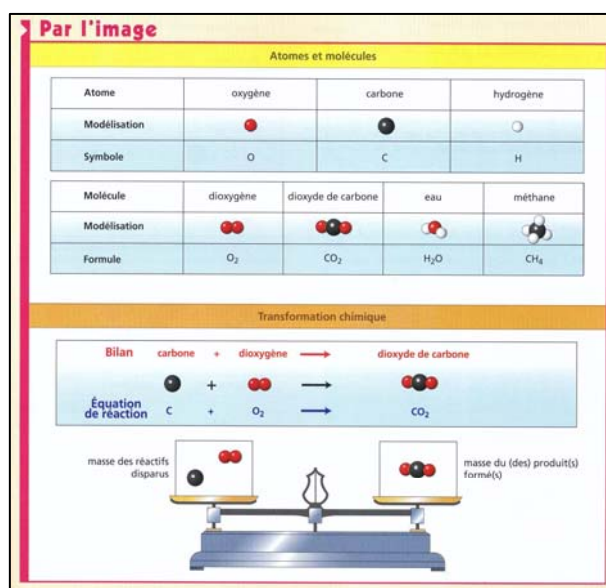 Par l'image
Atomes et molécules
Atome oxygène carbone hydrogène
Modélisation
Symbole O C H
Molécule dioxygène dioxyde de carbone eau méthane
Modélisation
Formule O₂ CO₂ H₂O CH₄
Transformation chimique
Bilan carbone + dioxygène → dioxyde de carbone
+ →
Équation
de réaction C + O₂ → CO₂
masse des réactifs
disparus
masse du (des) produit(s)
formé(s)